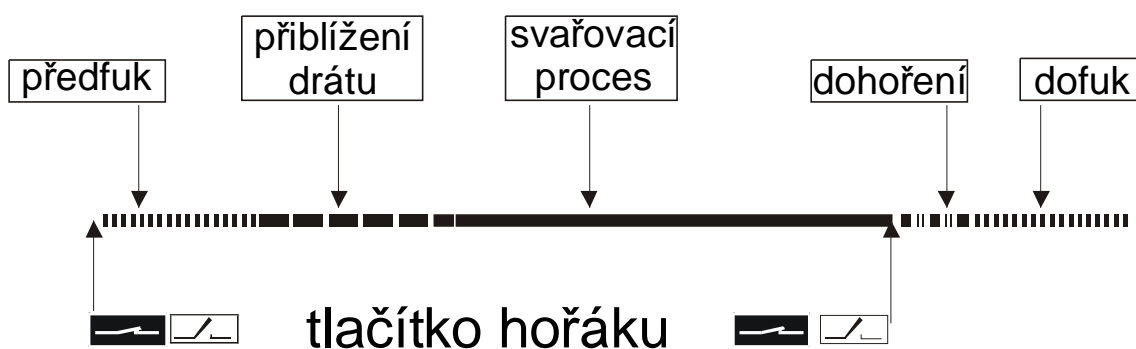 předfuk
přiblížení
drátu
svařovací
proces
dohoření
dofuk
tlačítko hořáku